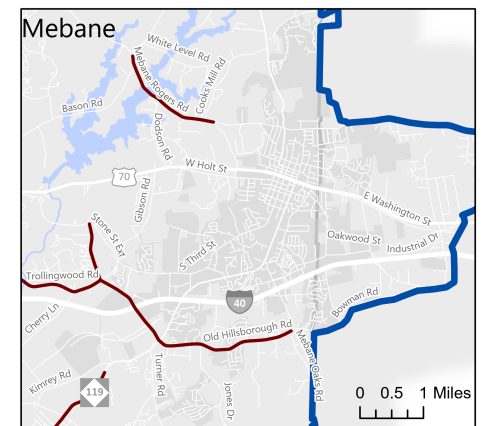 Mebane
White Level Rd
Mebane Rogers Rd
Cooks Mill Rd
Bason Rd
Dodson Rd
W Holt St
70
Gibson Rd
E Washington St
Stone St Ext
S Third St
Oakwood St
Industrial Dr
Trollingwood Rd
40
Bowman Rd
Cherry Ln
Old Hillsborough Rd
Mebane Oaks Rd
Turner Rd
Kimrey Rd
119
Jones Dr
0 0.5 1 Miles